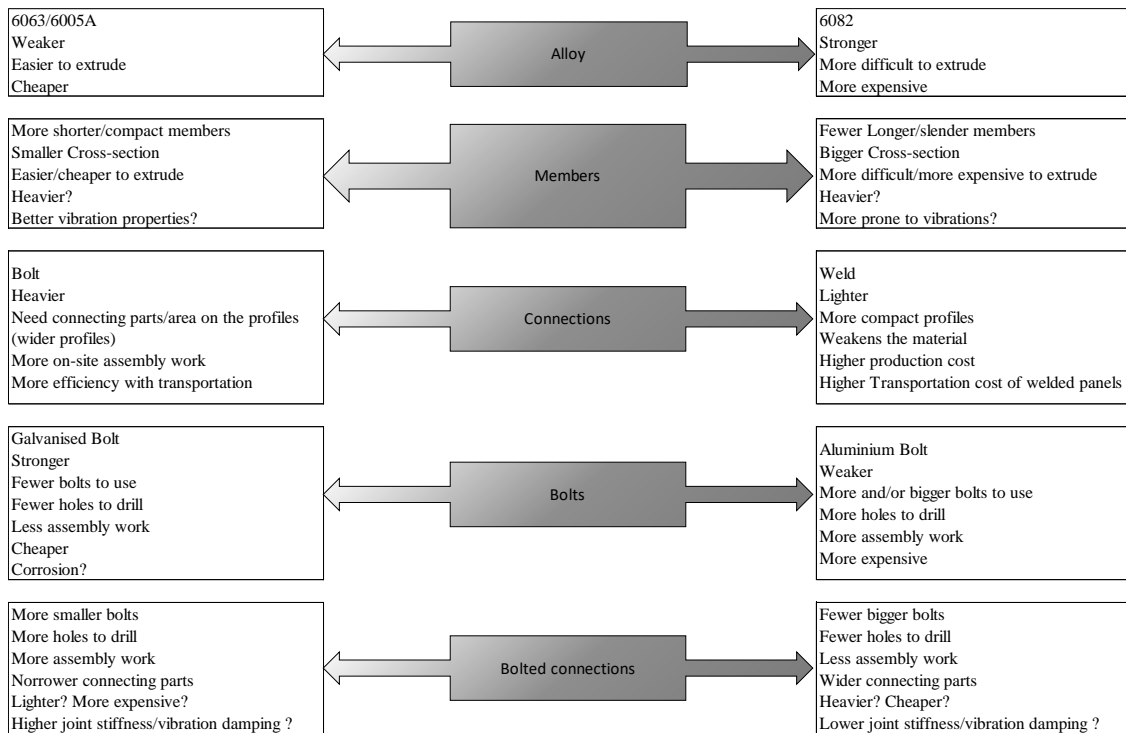 6063/6005A
Weaker
Easier to extrude
Cheaper
Alloy
6082
Stronger
More difficult to extrude
More expensive
More shorter/compact members
Smaller Cross-section
Easier/cheaper to extrude
Heavier?
Better vibration properties?
Members
Fewer Longer/slender members
Bigger Cross-section
More difficult/more expensive to extrude
Heavier?
More prone to vibrations?
Bolt
Heavier
Need connecting parts/area on the profiles
(wider profiles)
More on-site assembly work
More efficiency with transportation
Connections
Weld
Lighter
More compact profiles
Weakens the material
Higher production cost
Higher Transportation cost of welded panels
Galvanised Bolt
Stronger
Fewer bolts to use
Fewer holes to drill
Less assembly work
Cheaper
Corrosion?
Bolts
Aluminium Bolt
Weaker
More and/or bigger bolts to use
More holes to drill
More assembly work
More expensive
More smaller bolts
More holes to drill
More assembly work
Norrower connecting parts
Lighter? More expensive?
Higher joint stiffness/vibration damping ?
Bolted connections
Fewer bigger bolts
Fewer holes to drill
Less assembly work
Wider connecting parts
Heavier? Cheaper?
Lower joint stiffness/vibration damping ?